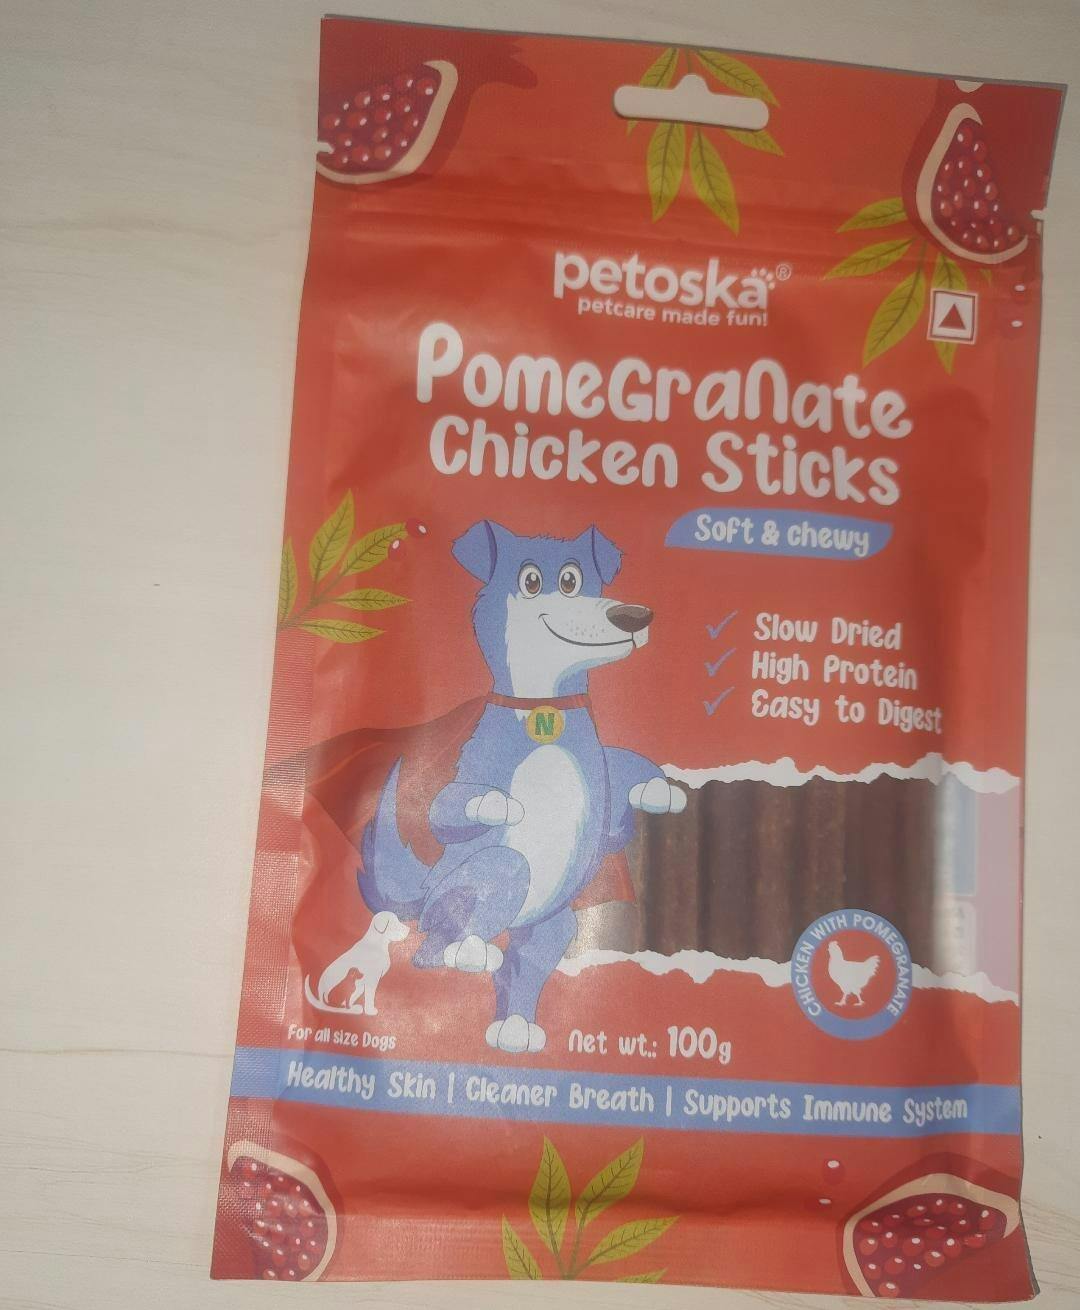 petoska®
petcare made fun!
PomeGranate
Chicken Sticks
Soft & chewy
Slow Dried
High Protein
Easy to Digest
N
CHICKEN WITH POMEGRANATE
For all size Dogs
Net wt.: 100g
Healthy Skin | Cleaner Breath | Supports Immune System